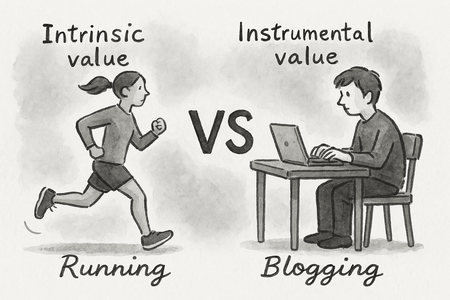 Intrinsic
value
Instrumental
value
VS
Running
Blogging